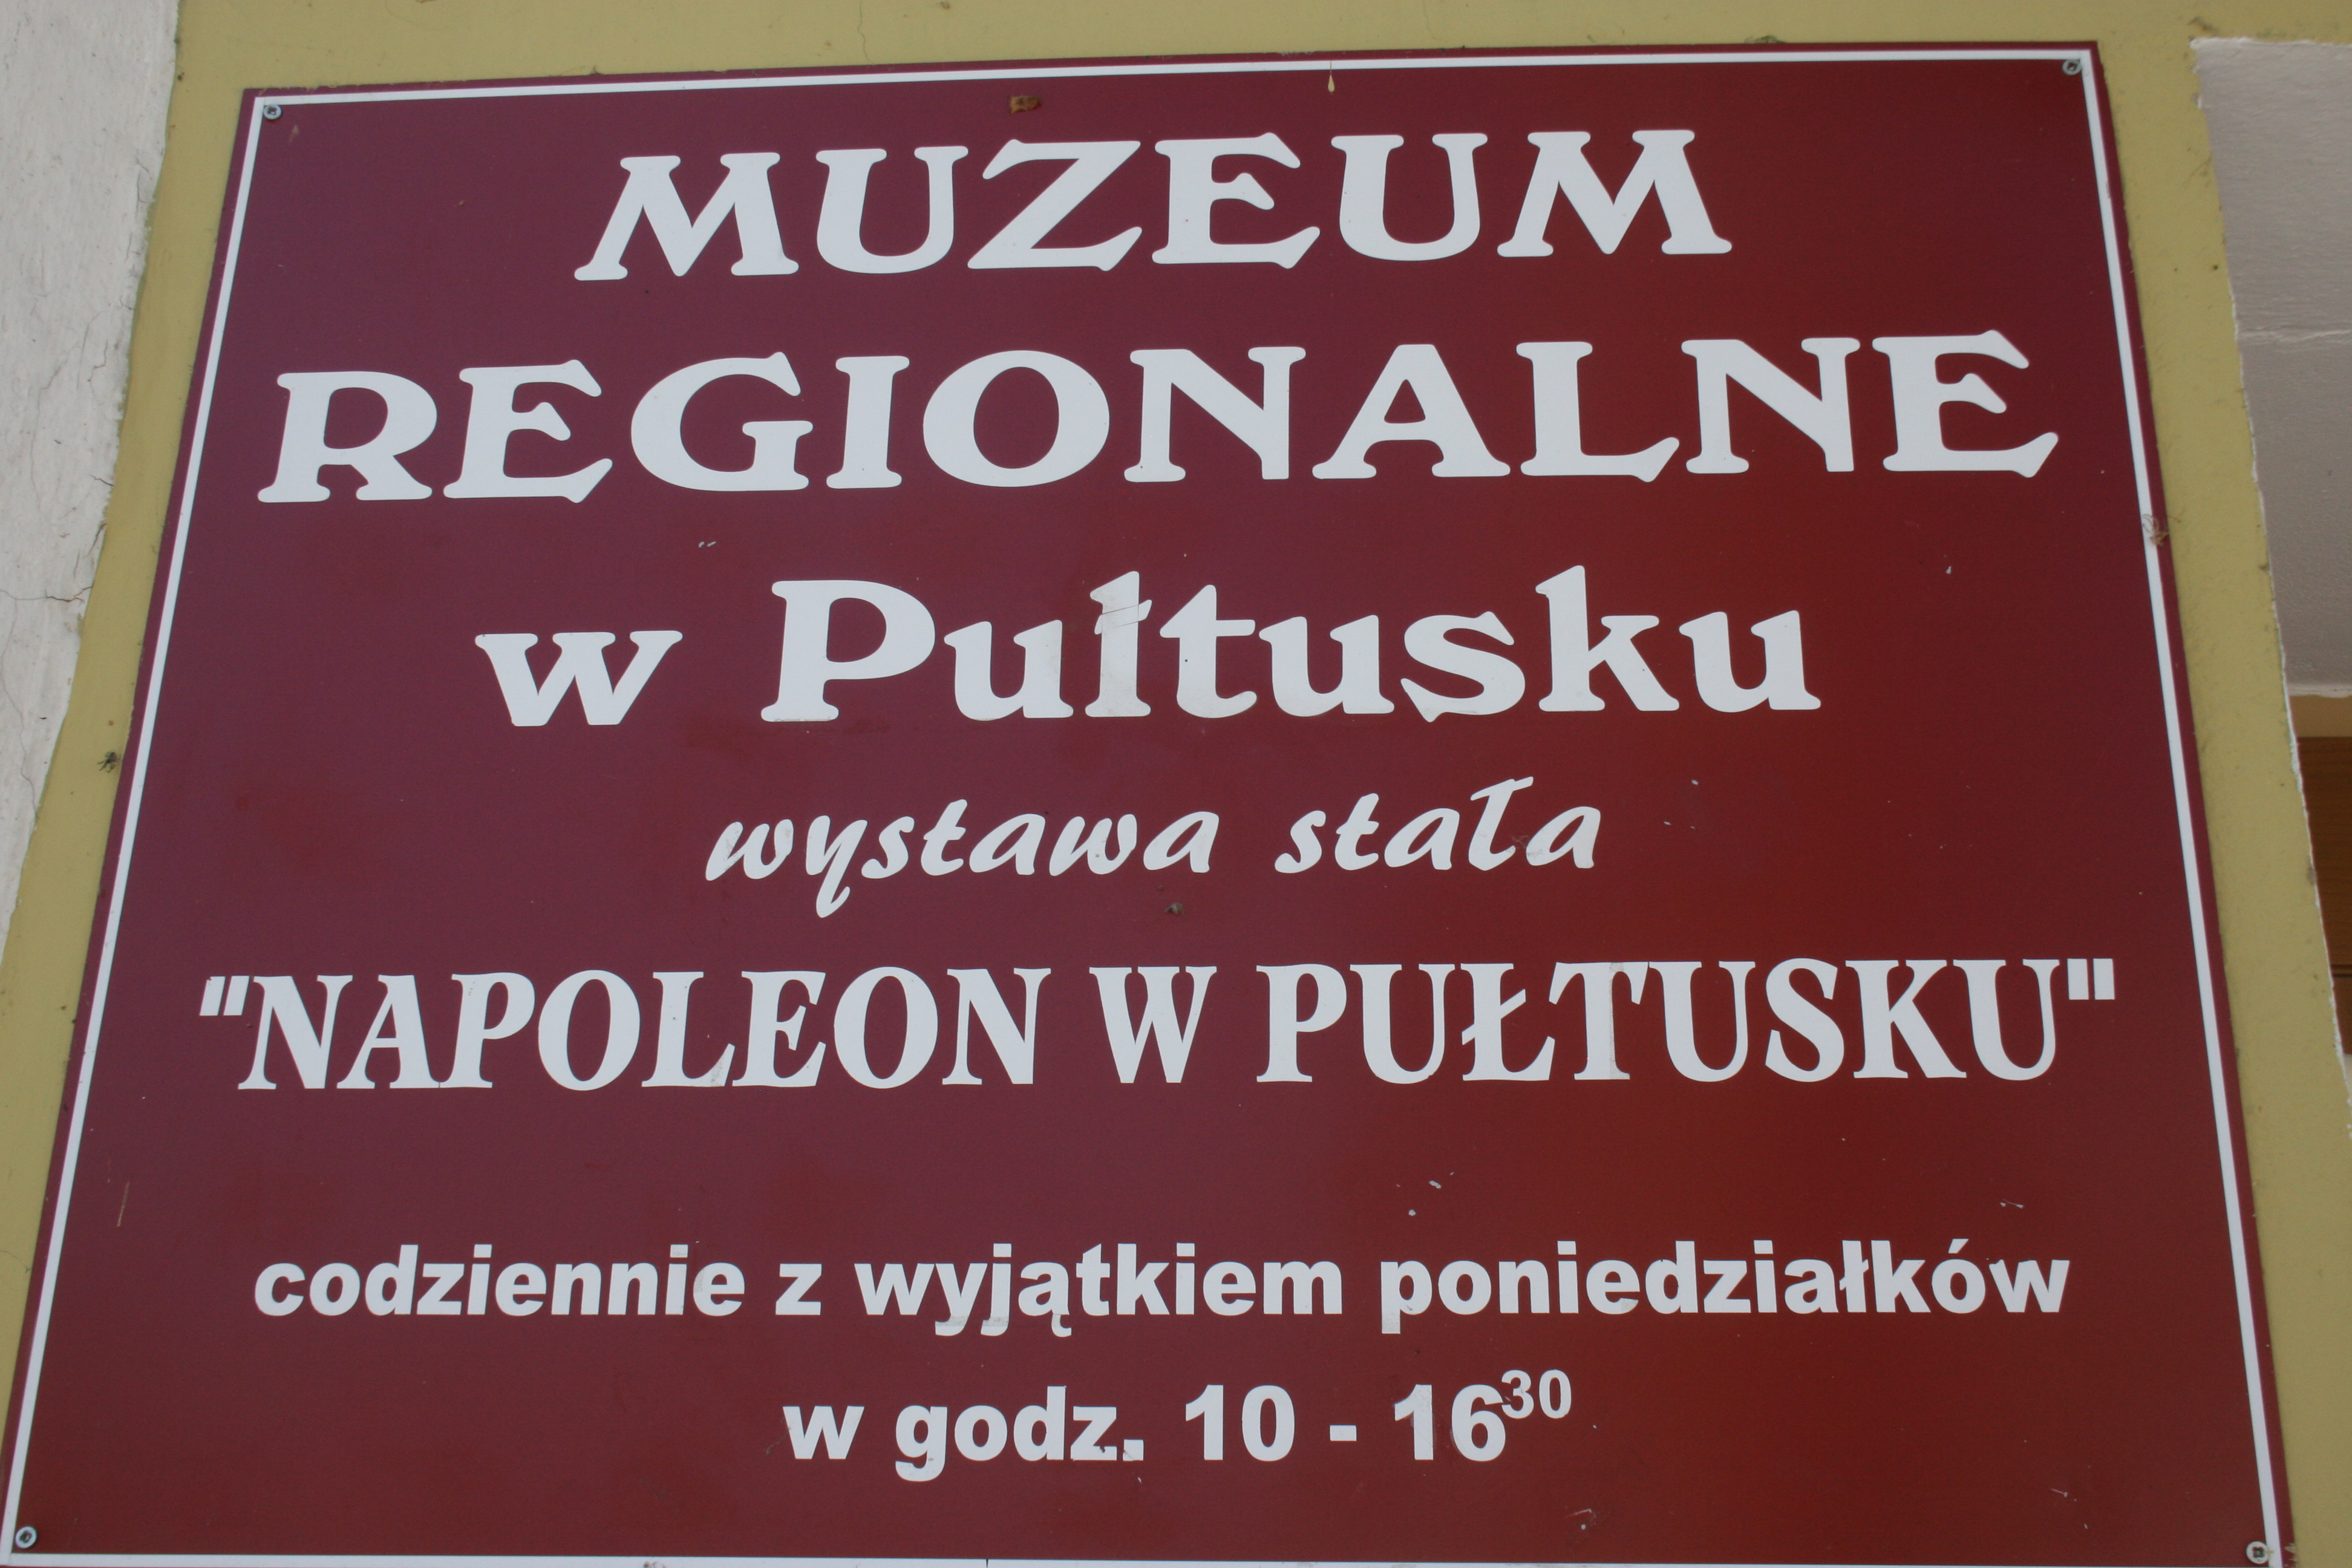 MUZEUM
REGIONALNE
w Pułtusku
wystawa stała
"NAPOLEON W PUŁTUSKU"
codziennie z wyjątkiem poniedziałków
w godz. 10 - 16³⁰